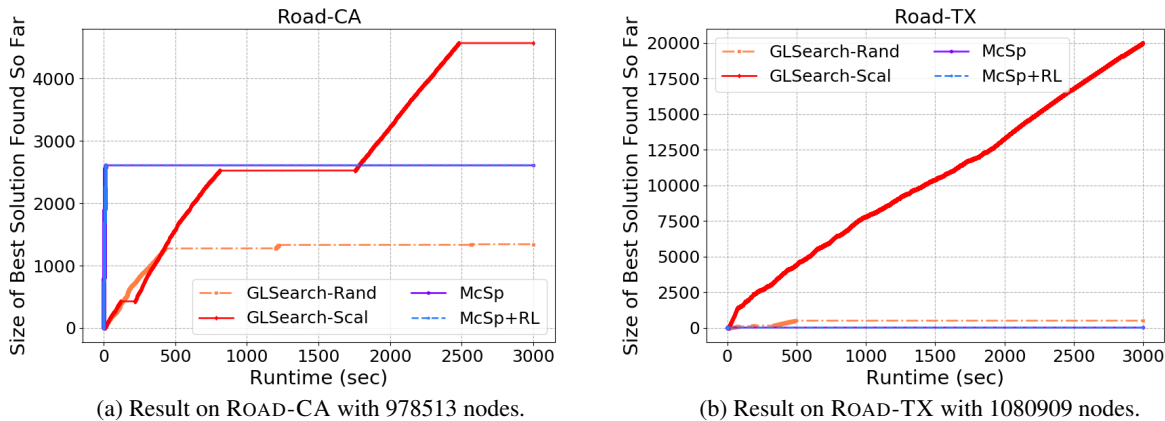 Road-CA
Size of Best Solution Found So Far
4000
3000
2000
1000
0
GLSearch-Rand
GLSearch-Scal
McSp
McSp+RL
0 500 1000 1500 2000 2500 3000
Runtime (sec)
(a) Result on ROAD-CA with 978513 nodes.
Road-TX
Size of Best Solution Found So Far
20000
17500
15000
12500
10000
7500
5000
2500
0
GLSearch-Rand
GLSearch-Scal
McSp
McSp+RL
0 500 1000 1500 2000 2500 3000
Runtime (sec)
(b) Result on ROAD-TX with 1080909 nodes.